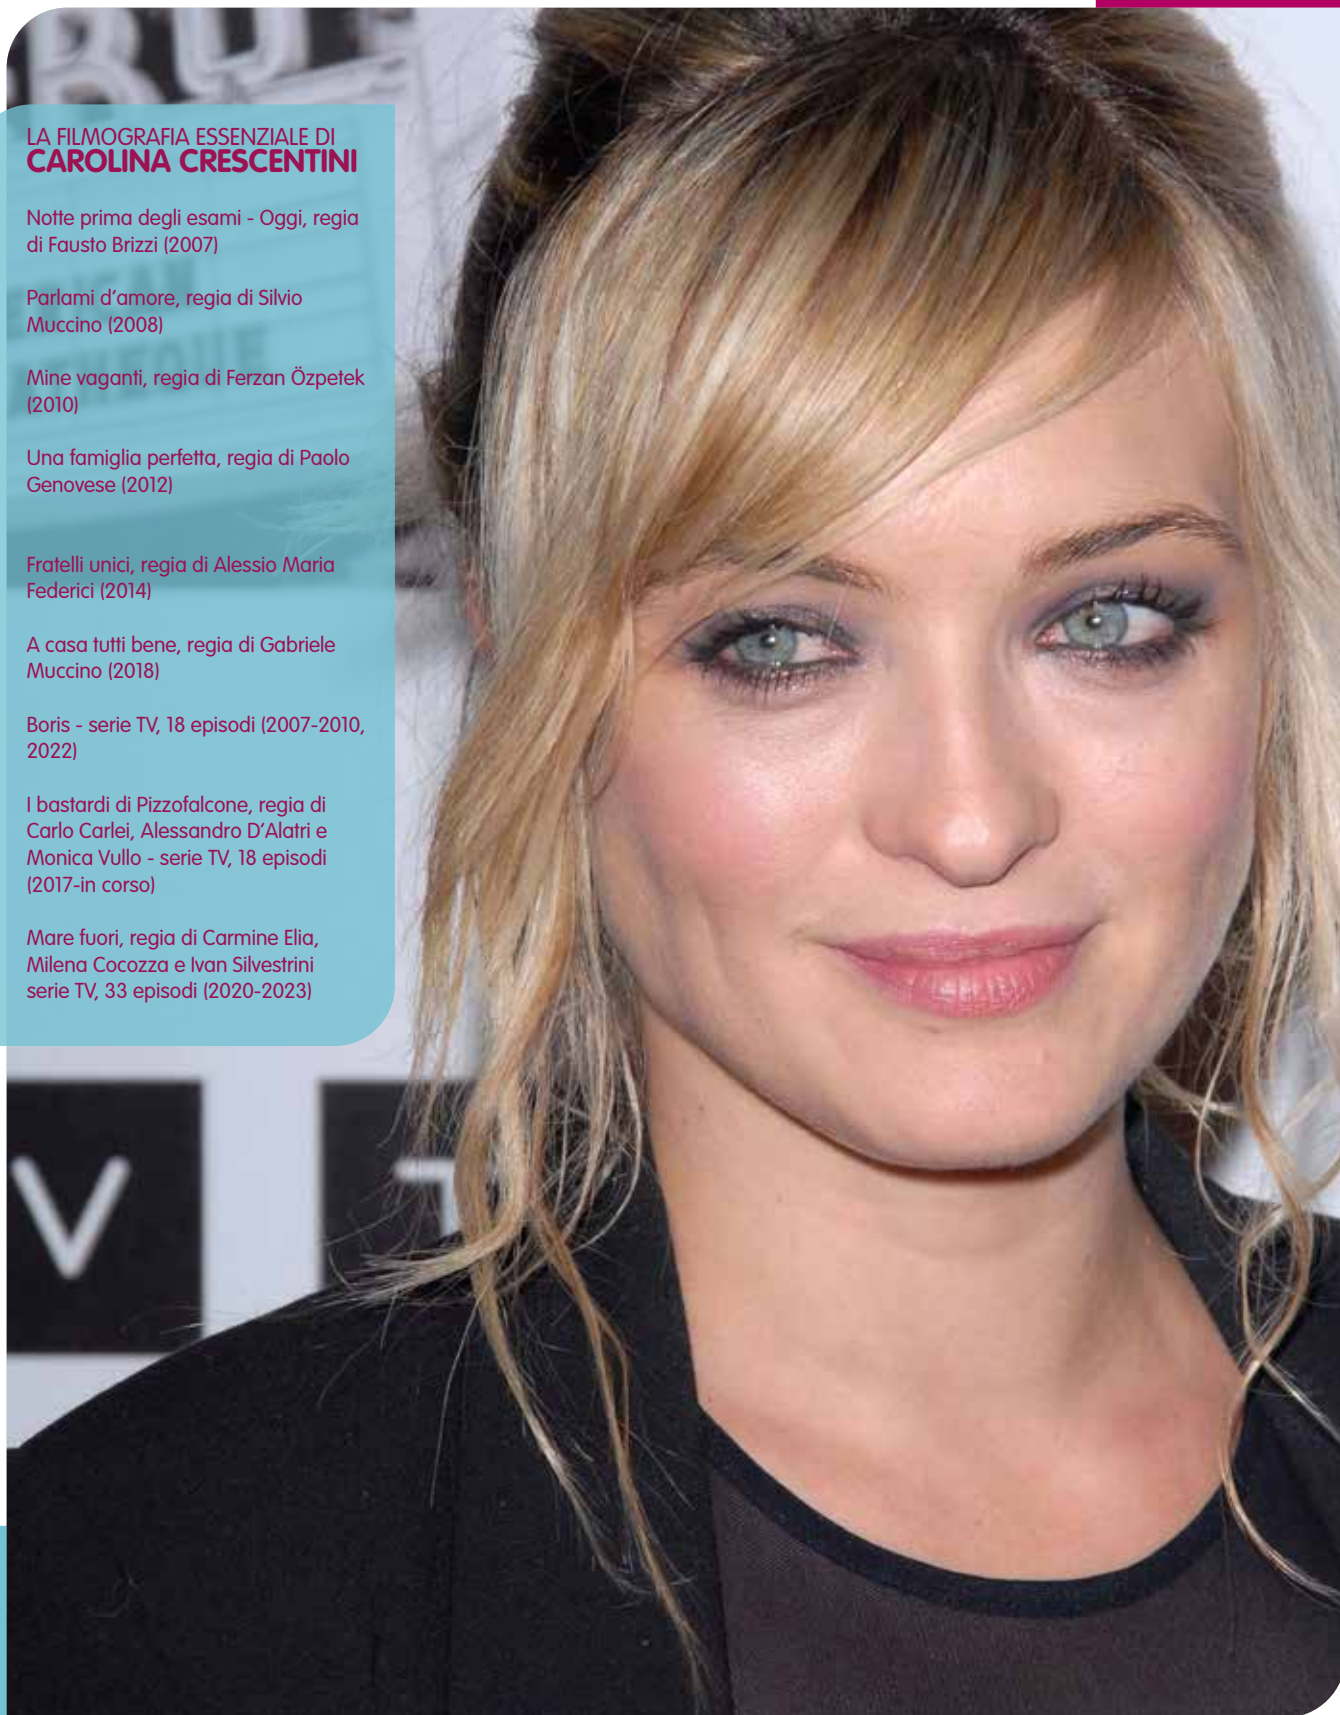 LA FILMOGRAFIA ESSENZIALE DI
CAROLINA CRESCENTINI
Notte prima degli esami - Oggi, regia
di Fausto Brizzi (2007)
Parlami d'amore, regia di Silvio
Muccino (2008)
Mine vaganti, regia di Ferzan Özpetek
(2010)
Una famiglia perfetta, regia di Paolo
Genovese (2012)
Fratelli unici, regia di Alessio Maria
Federici (2014)
A casa tutti bene, regia di Gabriele
Muccino (2018)
Boris - serie TV, 18 episodi (2007-2010,
2022)
I bastardi di Pizzofalcone, regia di
Carlo Carlei, Alessandro D'Alatri e
Monica Vullo - serie TV, 18 episodi
(2017-in corso)
Mare fuori, regia di Carmine Elia,
Milena Cocozza e Ivan Silvestrini
serie TV, 33 episodi (2020-2023)
V T